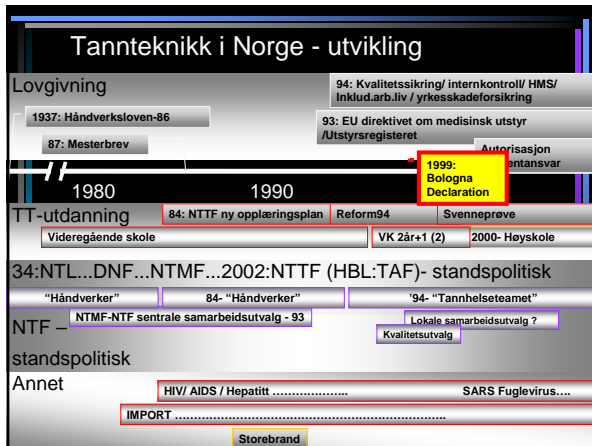 Tannteknikk i Norge - utvikling
Lovgivning
94: Kvalitetssikring/ internkontroll/ HMS/
Inklud.arb.liv / yrkesskadeforsikring
1937: Håndverksloven-86
93: EU direktivet om medisinsk utstyr
/Utstyrsregisteret
87: Mesterbrev
Autorisasjon
entansvar
1999:
Bologna
Declaration
1980
1990
TT-utdanning
84: NTTF ny opplæringsplan
Reform94
Svenneprøve
Videregående skole
VK 2år+1 (2)
2000- Høyskole
34:NTL...DNF...NTMF...2002:NTTF (HBL:TAF)- standspolitisk
“Håndverker”
84- “Håndverker”
’94- “Tannhelseteamet”
NTMF-NTF sentrale samarbeidsutvalg - 93
Lokale samarbeidsutvalg ?
Kvalitetsutvalg
NTF –
standspolitisk
Annet
HIV/ AIDS / Hepatitt ………………...
SARS Fuglevirus….
IMPORT ……………………………………………………...
Storebrand